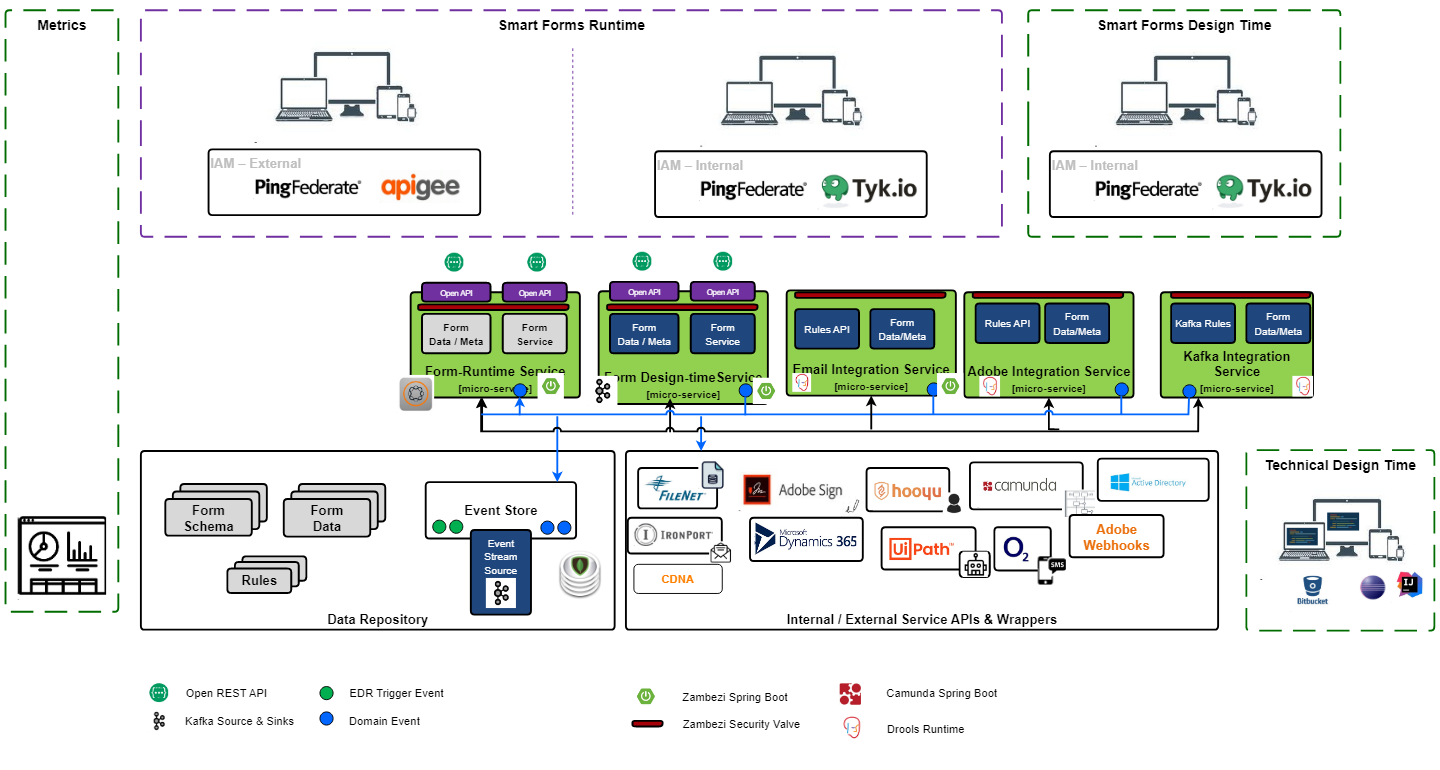 Metrics
Smart Forms Runtime
Smart Forms Design Time
IAM – External
PingFederate®
apigee
IAM – Internal
PingFederate®
Tyk.io
IAM – Internal
PingFederate®
Tyk.io
Open API
Open API
Form
Data / Meta
Form
Service
Form-Runtime Service
[micro-service]
Open API
Open API
Form
Data / Meta
Form
Service
Form Design-timeService
[micro-service]
Rules API
Form
Data/Meta
Email Integration Service
[micro-service]
Rules API
Form
Data/Meta
Adobe Integration Service
[micro-service]
Kafka Rules
Form
Data/Meta
Kafka Integration
Service
[micro-service]
Form
Schema
Form
Data
Rules
Event Store
Event
Stream
Source
Data Repository
FILENET
Adobe Sign
hooyu
camunda
Active Directory
IRONPORT
Microsoft
Dynamics 365
UiPath™
O2
SMS
Adobe
Webhooks
CDNA
Internal / External Service APIs & Wrappers
Technical Design Time
Bitbucket
IJ
Open REST API
EDR Trigger Event
Zambezi Spring Boot
Camunda Spring Boot
Kafka Source & Sinks
Domain Event
Zambezi Security Valve
Drools Runtime